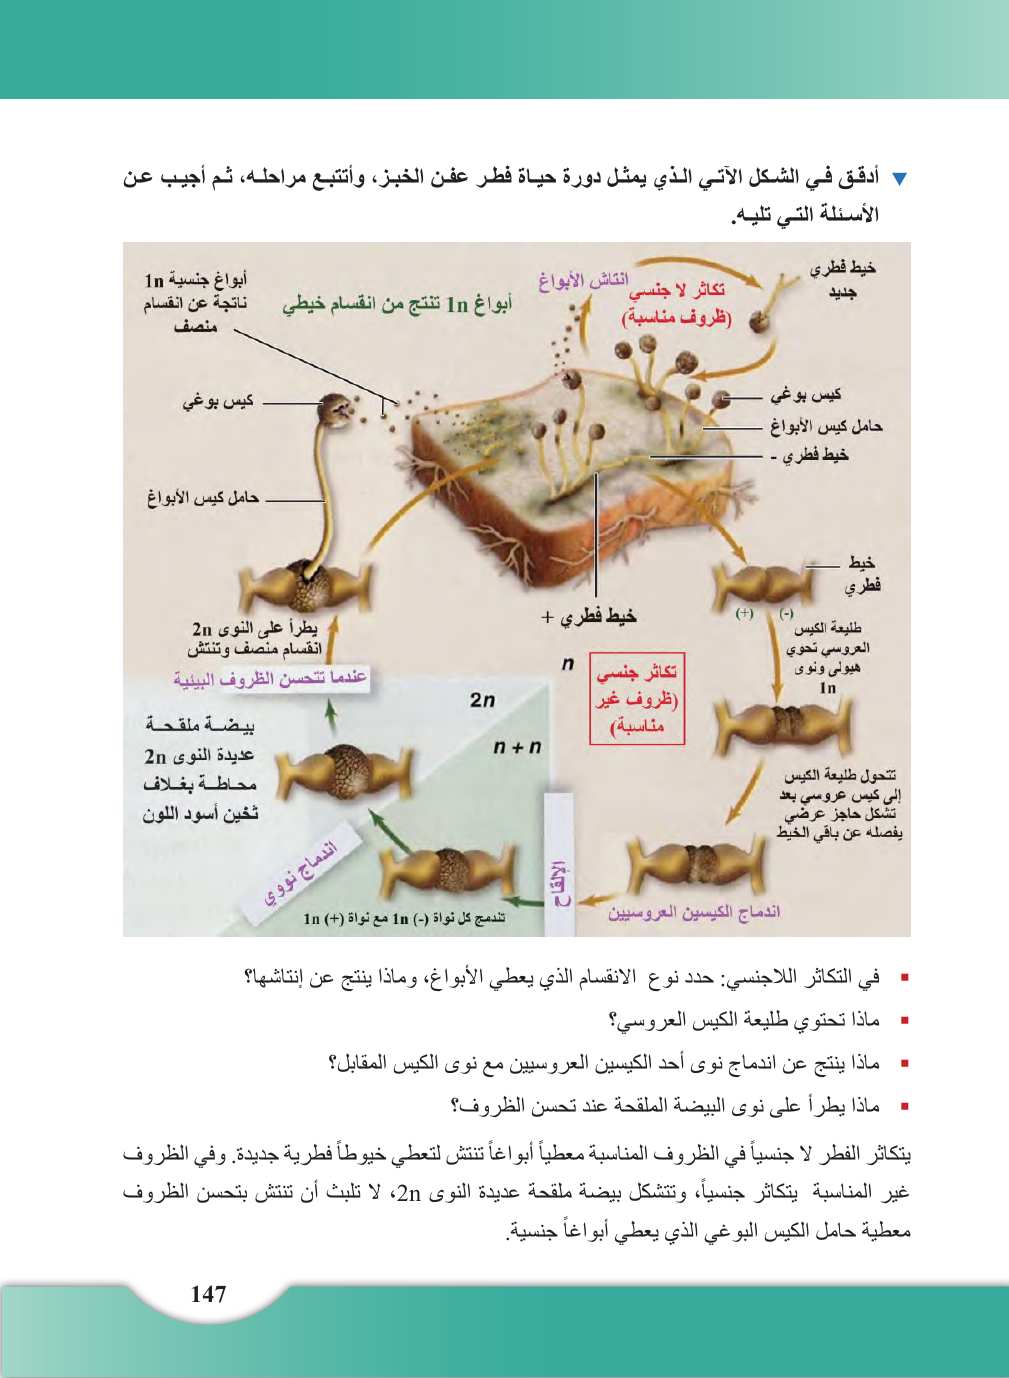 أدقق في الشكل الآتي الذي يمثل دورة حياة فطر عفن الخبز، وأتتبع مراحله، ثم أجيب عن
الأسئلة التي تليه.
خيط فطري
جديد
انتاش الأبواغ
تكاثر لا جنسي
(ظروف مناسبة)
أبواغ 1n تنتج من انقسام خيطي
أبواغ جنسية 1n
ناتجة عن انقسام
منصف
كيس بوغي
حامل كيس الأبواغ
خيط فطري -
كيس بوغي
حامل كيس الأبواغ
خيط
فطري
(+)
(-)
خيط فطري +
طليعة الكيس
العروسي تحوي
هيولى ونوى
1n
يطرأ على النوى 2n
انقسام منصف وتنتش
عندما تتحسن الظروف البيئية
n
تكاثر جنسي
(ظروف غير
مناسبة)
2n
n + n
بيضة ملقحة
عديدة النوى 2n
محاطة بغلاف
ثخين أسود اللون
تتحول طليعة الكيس
إلى كيس عروسي بعد
تشكل حاجز عرضي
يفصله عن باقي الخيط
اندماج الكيسين العروسيين
الإلقاح
اندماج نووي
تندمج كل نواة (-) 1n مع نواة (+) 1n
▪ في التكاثر اللاجنسي: حدد نوع الانقسام الذي يعطي الأبواغ، وماذا ينتج عن إنتاشها؟
▪ ماذا تحتوي طليعة الكيس العروسي؟
▪ ماذا ينتج عن اندماج نوى أحد الكيسين العروسيين مع نوى الكيس المقابل؟
▪ ماذا يطرأ على نوى البيضة الملقحة عند تحسن الظروف؟
يتكاثر الفطر لا جنسياً في الظروف المناسبة معطياً أبواغاً تنتش لتعطي خيوطاً فطرية جديدة. وفي الظروف
غير المناسبة يتكاثر جنسياً، وتتشكل بيضة ملقحة عديدة النوى 2n، لا تلبث أن تنتش بتحسن الظروف
معطية حامل الكيس البوغي الذي يعطي أبواغاً جنسية.
147